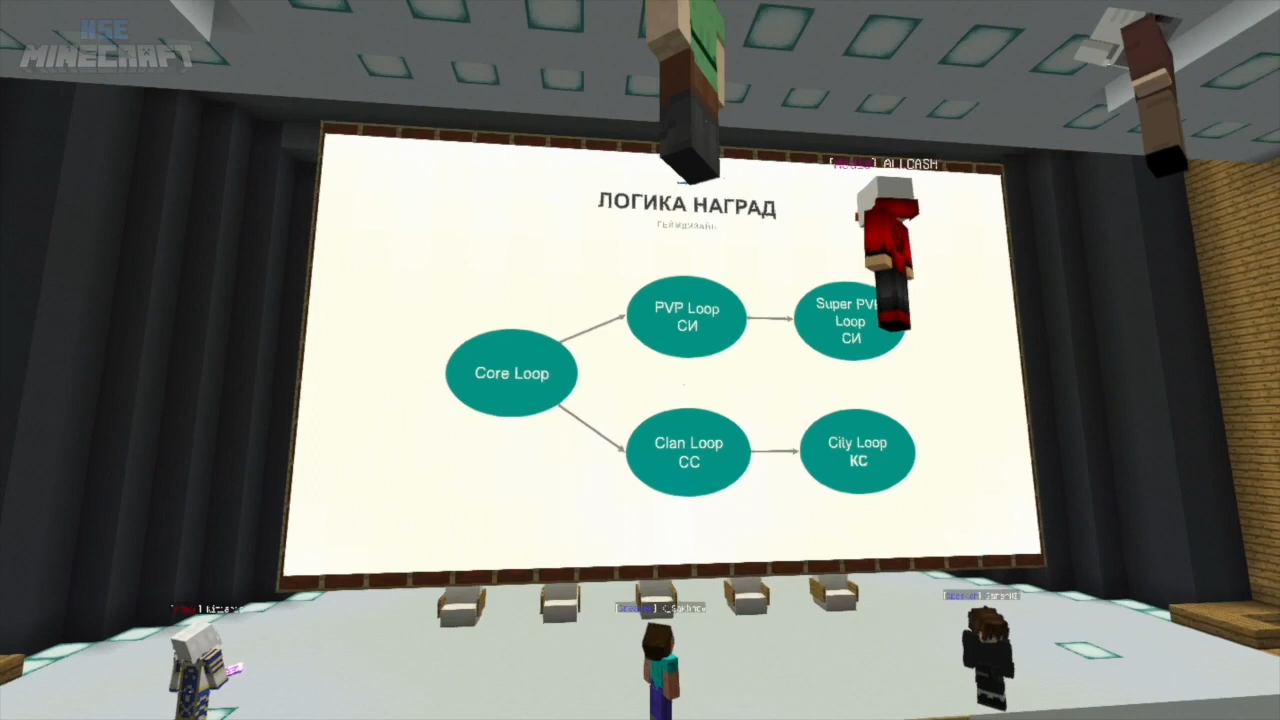 HSE
MINECRAFT
ALLCASH
ЛОГИКА НАГРАД
ГЕЙМДИЗАЙН
PVP Loop
СИ
Super PVP
Loop
СИ
Core Loop
Clan Loop
СС
City Loop
КС